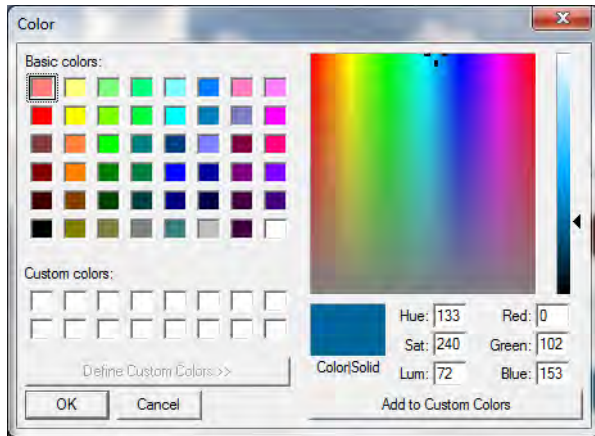 Color
Basic colors:
Custom colors:
Define Custom Colors >>
OK
Cancel
Color|Solid
Hue: 133
Sat: 240
Lum: 72
Red: 0
Green: 102
Blue: 153
Add to Custom Colors